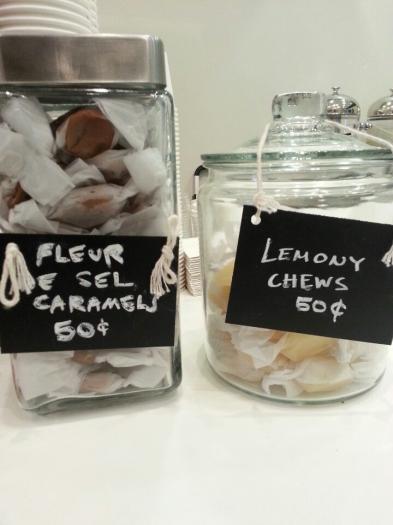 FLEUR
E SEL
CARAMELS
50¢
LEMONY
CHEWS
50¢